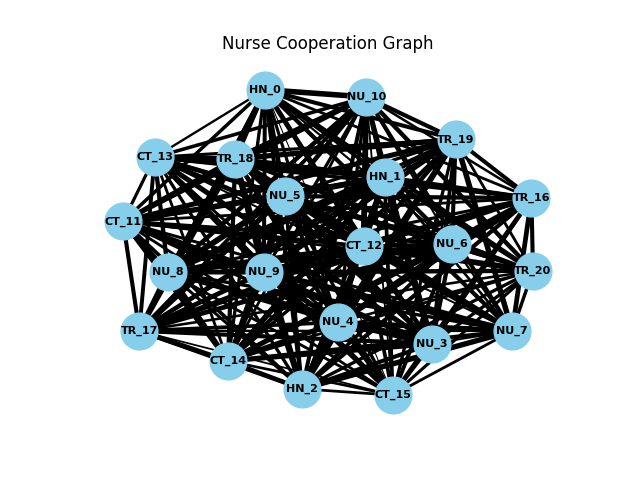 Nurse Cooperation Graph
HN_0
NU_10
TR_19
CT_13
TR_18
HN_1
NU_5
TR_16
CT_11
CT_12
NU_6
NU_8
NU_9
TR_20
NU_4
TR_17
NU_7
NU_3
CT_14
HN_2
CT_15